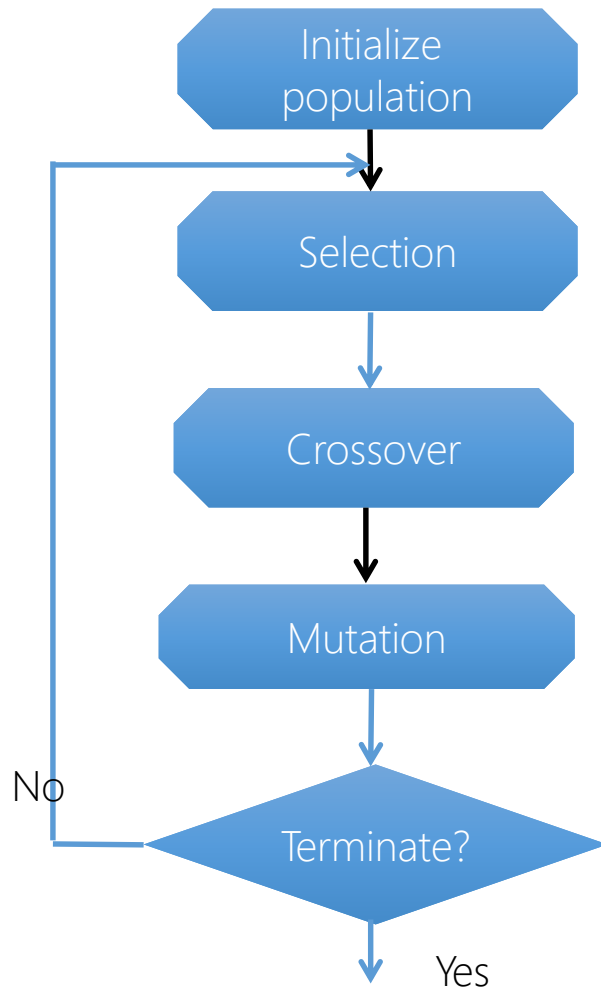 Initialize
population
Selection
Crossover
Mutation
No
Terminate?
Yes